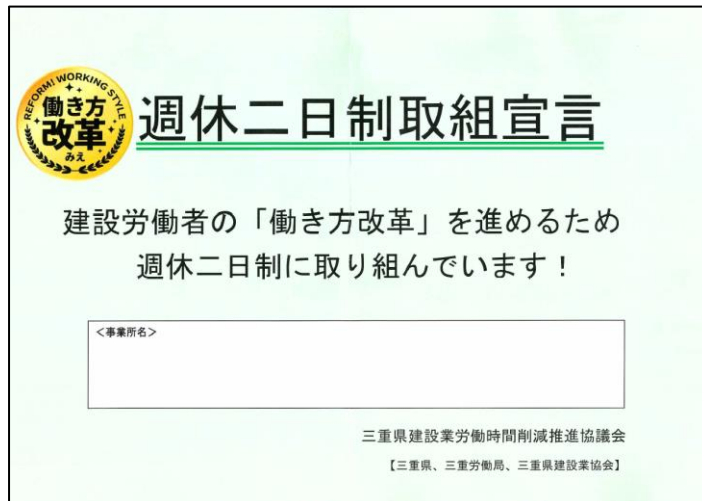 REFORM! WORKING STYLE
働き方
改革
みえ
週休二日制取組宣言
建設労働者の「働き方改革」を進めるため
週休二日制に取り組んでいます！
＜事業所名＞
三重県建設業労働時間削減推進協議会
【三重県、三重労働局、三重県建設業協会】